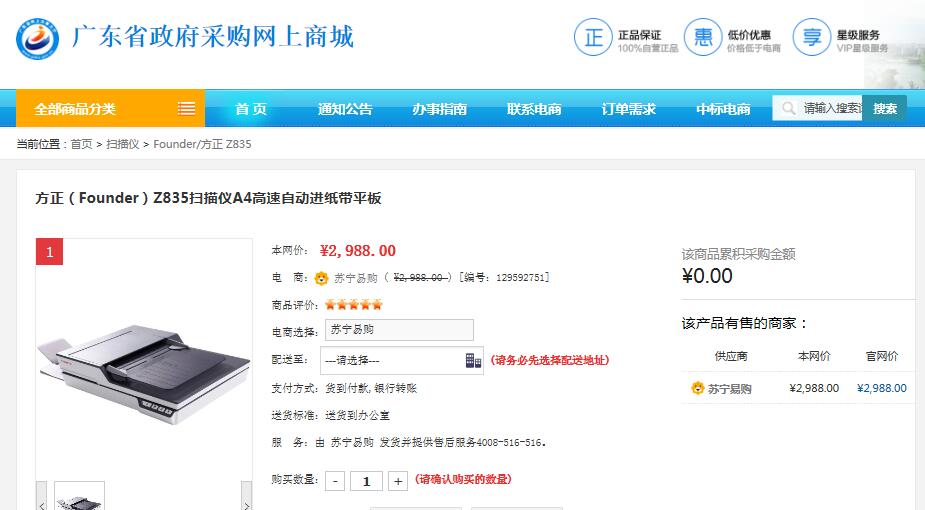 广东省政府采购网上商城
正 正品保证
100%自营正品
惠 低价优惠
价格低于电商
享 星级服务
VIP星级服务
全部商品分类
首 页 通知公告 办事指南 联系电商 订单需求 中标电商
请输入搜索 搜索
当前位置：首页 > 扫描仪 > Founder/方正 Z835
方正（Founder）Z835扫描仪A4高速自动进纸带平板
1
本网价： ¥2,988.00
电　商： 苏宁易购（ ¥2,988.00 ）[编号：129592751]
商品评价：
电商选择： 苏宁易购
配送至： ---请选择--- (请务必先选择配送地址)
支付方式：货到付款,银行转账
送货标准：送货到办公室
服　务：由 苏宁易购 发货并提供售后服务4008-516-516。
购买数量： - 1 + (请确认购买的数量)
该商品累积采购金额
¥0.00
该产品有售的商家：
供应商 本网价 官网价
苏宁易购 ¥2,988.00 ¥2,988.00